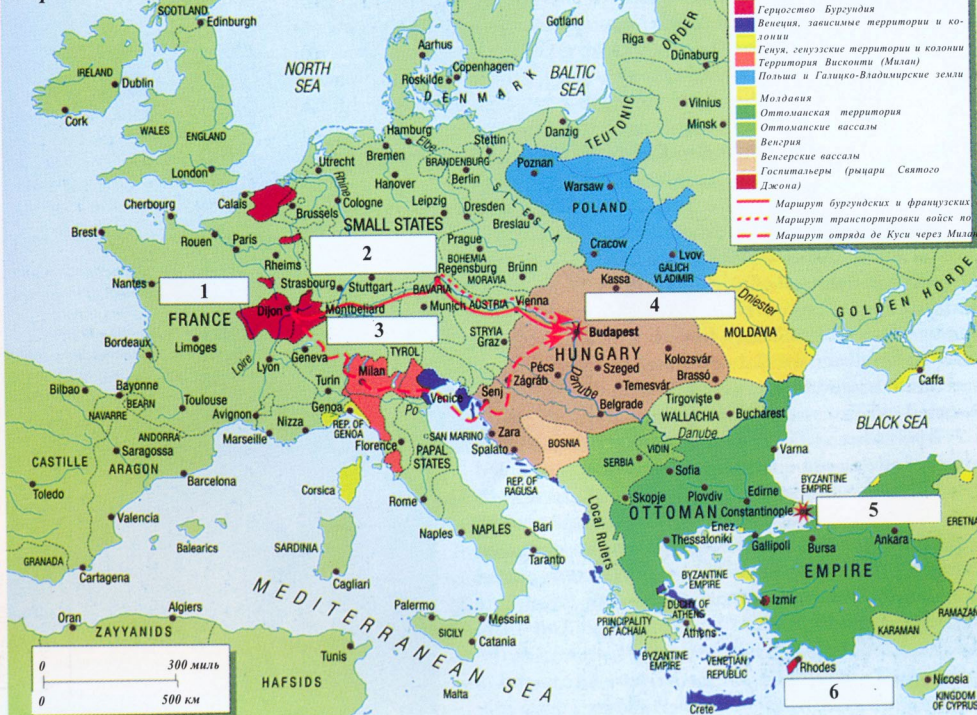 SCOTLAND
Edinburgh
IRELAND
Dublin
Cork
WALES
ENGLAND
London
NORTH
SEA
Aarhus
Copenhagen
Roskilde
DENMARK
Gotland
BALTIC
SEA
Riga
ORDER
Dünaburg
TEUTONIC
Vilnius
Minsk
Danzig
Hamburg
Elbe
Stettin
Bremen
BRANDENBURG
Utrecht
Hanover
Berlin
Rhine
SILESIA
Poznan
Warsaw
POLAND
Cherbourg
Calais
Brussels
Cologne
Leipzig
Dresden
Breslau
SMALL STATES
Brest
Rouen
Paris
Rheims
Prague
BOHEMIA
MORAVIA
Brünn
Cracow
Lvov
GALICH
VLADIMIR
2
Regensburg
Nantes
1
Strasbourg
Stuttgart
BAVARIA
Munich
AUSTRIA
Vienna
Kassa
4
Dniester
MOLDAVIA
GOLDEN HORDE
Dijon
Montbeliard
FRANCE
3
Budapest
HUNGARY
Bordeaux
Limoges
Loire
Lyon
Geneva
TYROL
STYRIA
Graz
Pécs
Zágráb
Danube
Szeged
Temesvár
Kolozsvár
Brassó
Caffa
Bilbao
Bayonne
BEARN
NAVARRE
Toulouse
Avignon
Turin
Milan
Genoa
REP. OF
GENOA
Nizza
Marseille
Po
Venice
Senj
Belgrade
Tirgovişte
WALLACHIA
Bucharest
Danube
BLACK SEA
ANDORRA
Saragossa
ARAGON
CASTILLE
Toledo
Barcelona
Florence
SAN MARINO
PAPAL
STATES
Zara
Spalato
BOSNIA
SERBIA
VIDIN
Sofia
Varna
Corsica
Rome
REP. OF
RAGUSA
Skopje
Plovdiv
Edirne
OTTOMAN
Constantinople
BYZANTINE
EMPIRE
5
Valencia
Balearics
SARDINIA
Naples
NAPLES
Bari
Taranto
Local Rulers
Thessaloniki
Enez
Gallipoli
Bursa
Ankara
ERETNA
EMPIRE
GRANADA
Cartagena
Cagliari
BYZANTINE
EMPIRE
Izmir
MEDITERRANEAN SEA
Palermo
Messina
SICILY
Catania
DUCHY OF
ATHENS
Athens
PRINCIPALITY
OF ACHAIA
BYZANTINE
EMPIRE
VENETIAN
REPUBLIC
RAMAZAN
KARAMAN
Oran
Algiers
ZAYYANIDS
Tunis
HAFSIDS
Malta
Crete
Rhodes
6
Nicosia
KINGDOM
OF CYPRUS
0 300 миль
0 500 км
Герцогство Бургундия
Венеция, зависимые территории и ко-
лонии
Генуя, генуэзские территории и колонии
Территория Висконти (Милан)
Польша и Галицко-Владимирские земли
Молдавия
Оттоманская территория
Оттоманские вассалы
Венгрия
Венгерские вассалы
Госпитальеры (рыцари Святого
Джона)
Маршрут бургундских и французских
Маршрут транспортировки войск по
Маршрут отряда де Куси через Милан